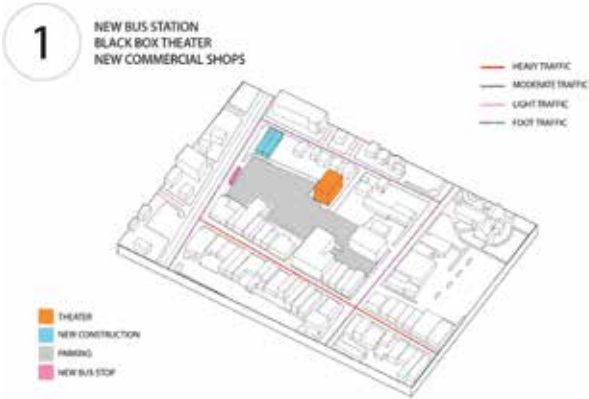 1
NEW BUS STATION
BLACK BOX THEATER
NEW COMMERCIAL SHOPS
HEAVY TRAFFIC
MODERATE TRAFFIC
LIGHT TRAFFIC
FOOT TRAFFIC
THEATER
NEW CONSTRUCTION
PARKING
NEW BUS STOP